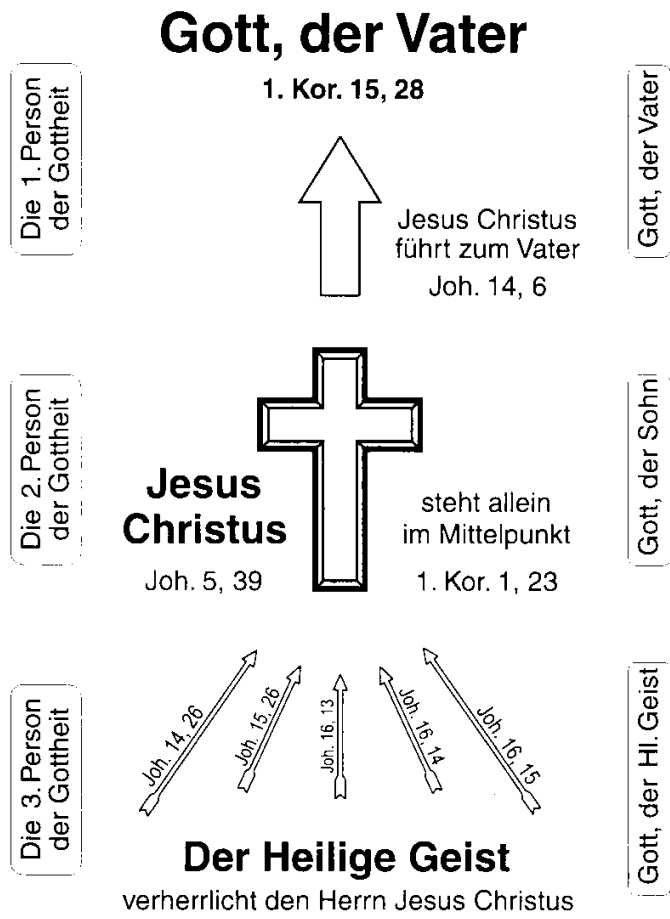 Gott, der Vater
1. Kor. 15, 28
Die 1. Person
der Gottheit
Gott, der Vater
Jesus Christus
führt zum Vater
Joh. 14, 6
Die 2. Person
der Gottheit
Gott, der Sohn
Jesus
Christus
Joh. 5, 39
steht allein
im Mittelpunkt
1. Kor. 1, 23
Die 3. Person
der Gottheit
Gott, der Hl. Geist
Joh. 14, 26
Joh. 15, 26
Joh. 16, 13
Joh. 16, 14
Joh. 16, 15
Der Heilige Geist
verherrlicht den Herrn Jesus Christus